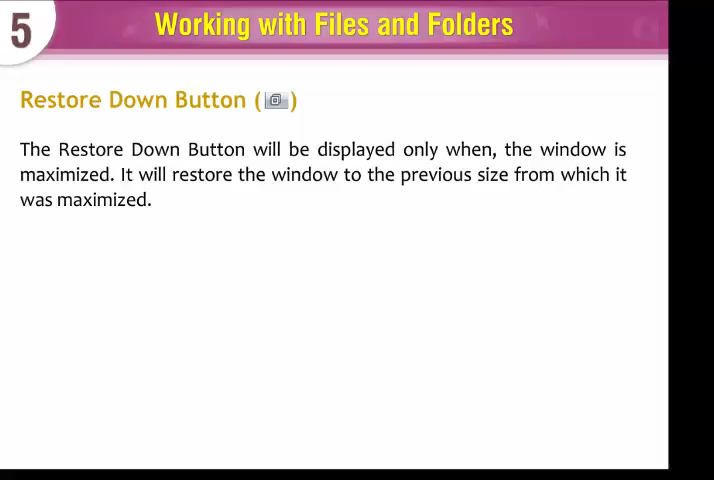 5
Working with Files and Folders
Restore Down Button ( )
The Restore Down Button will be displayed only when, the window is
maximized. It will restore the window to the previous size from which it
was maximized.